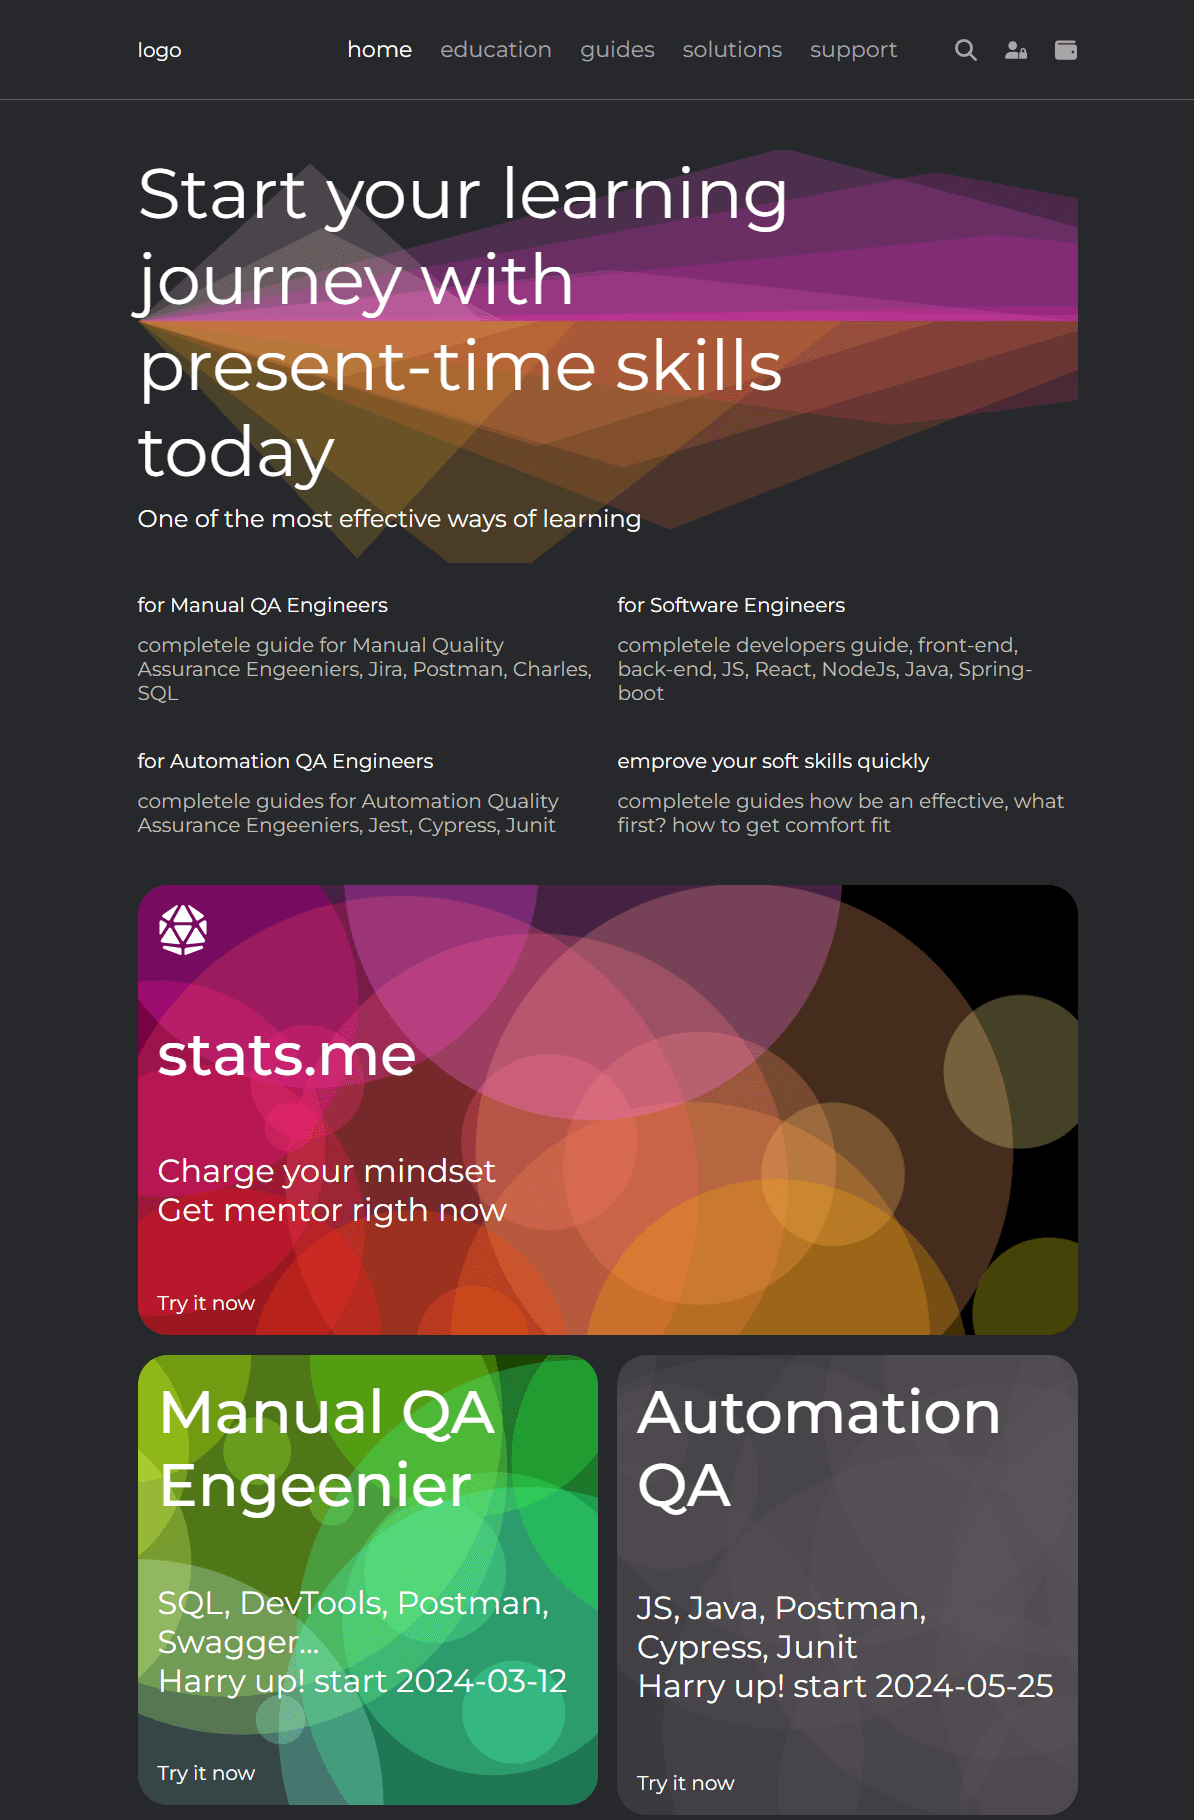 logo
home education guides solutions support
Start your learning
journey with
present-time skills
today
One of the most effective ways of learning
for Manual QA Engineers
completele guide for Manual Quality
Assurance Engeeniers, Jira, Postman, Charles,
SQL
for Software Engineers
completele developers guide, front-end,
back-end, JS, React, NodeJs, Java, Spring-
boot
for Automation QA Engineers
completele guides for Automation Quality
Assurance Engeeniers, Jest, Cypress, Junit
emprove your soft skills quickly
completele guides how be an effective, what
first? how to get comfort fit
stats.me
Charge your mindset
Get mentor rigth now
Try it now
Manual QA
Engeenier
SQL, DevTools, Postman,
Swagger...
Harry up! start 2024-03-12
Try it now
Automation
QA
JS, Java, Postman,
Cypress, Junit
Harry up! start 2024-05-25
Try it now